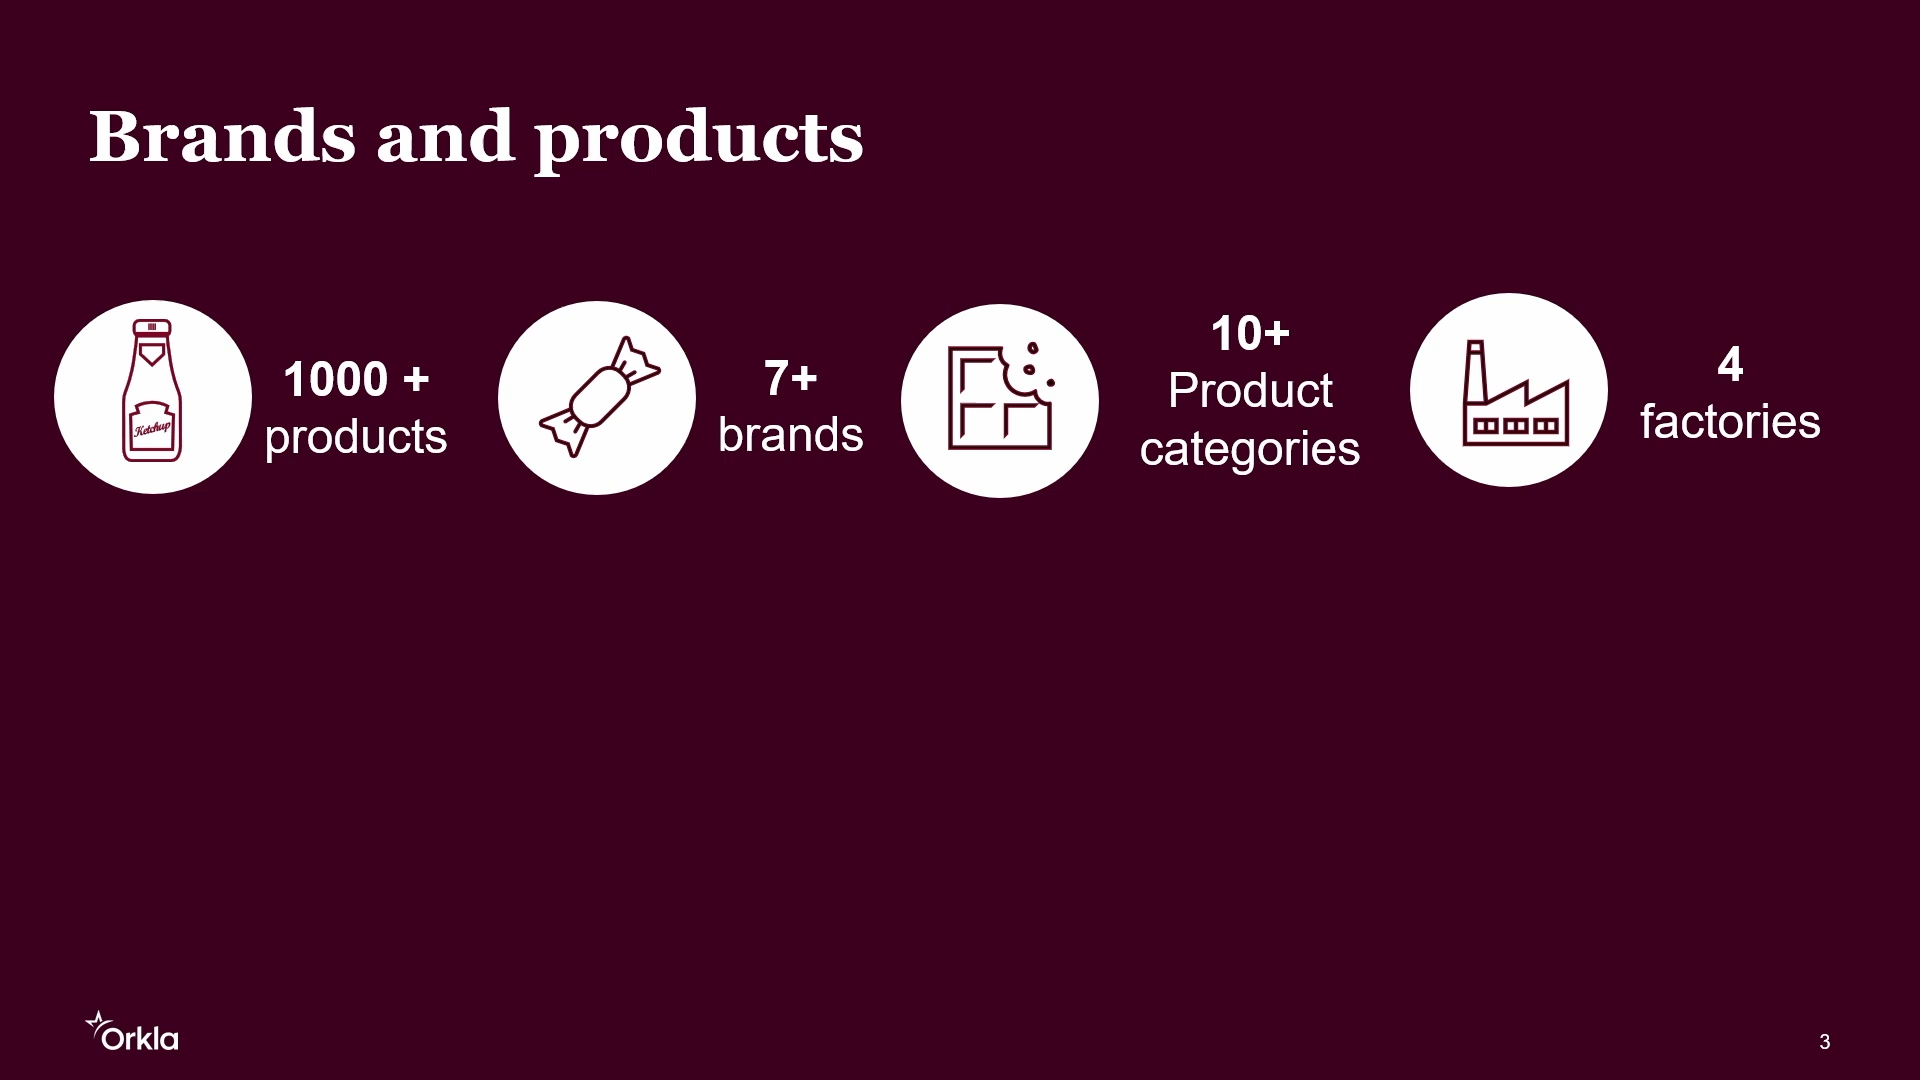 Brands and products
Ketchup
1000 +
products
7+
brands
10+
Product
categories
4
factories
Orkla
3